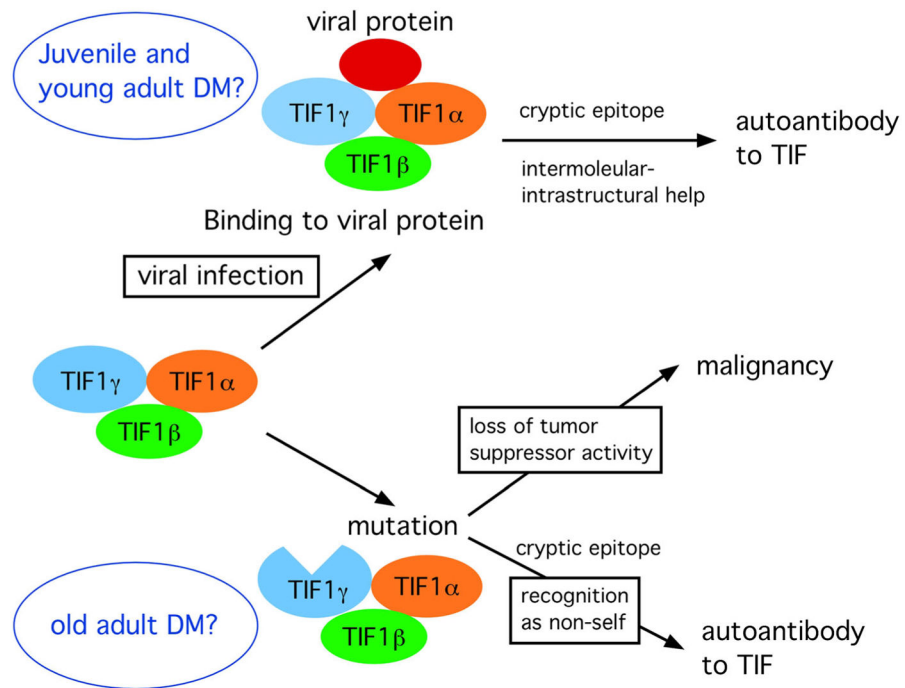 viral protein
Juvenile and
young adult DM?
TIF1γ
TIF1α
TIF1β
cryptic epitope
intermoleular-
intrastructural help
autoantibody
to TIF
Binding to viral protein
viral infection
TIF1γ
TIF1α
TIF1β
malignancy
loss of tumor
suppressor activity
mutation
cryptic epitope
TIF1γ
TIF1α
TIF1β
recognition
as non-self
old adult DM?
autoantibody
to TIF